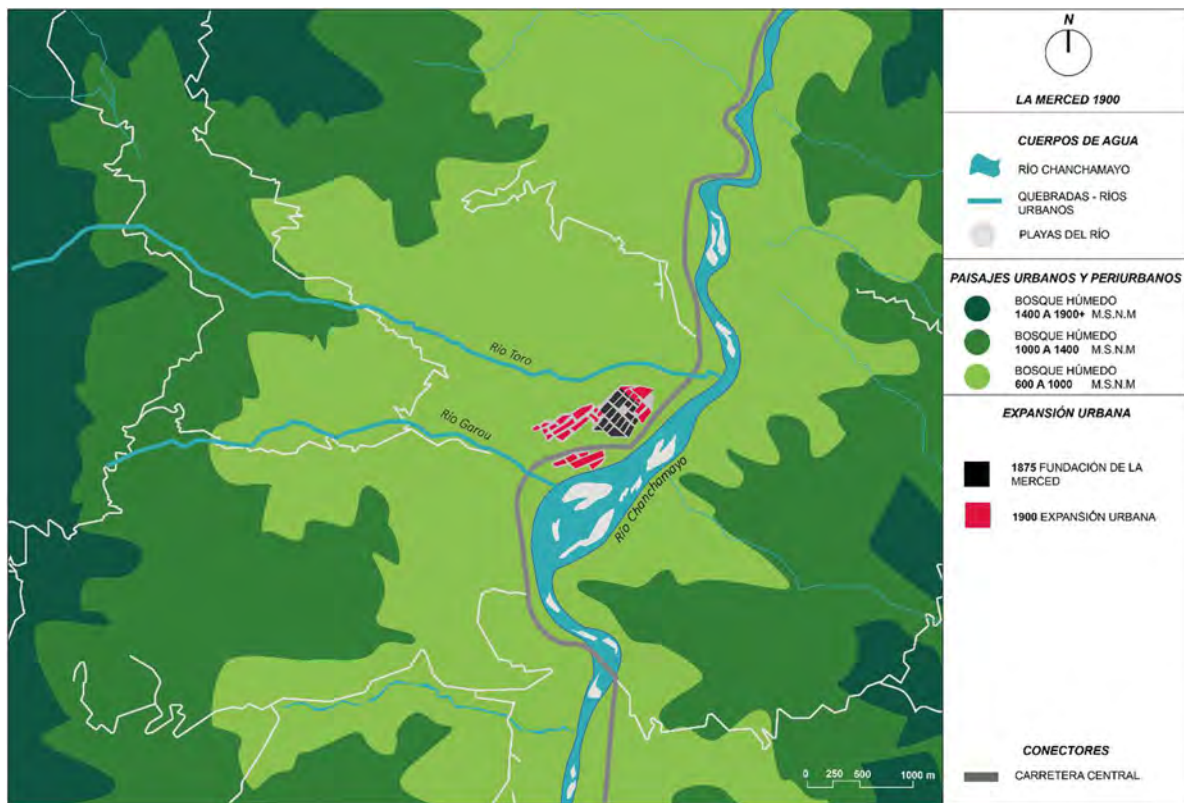 Río Toro
Río Garou
Río Chanchamayo
0 250 500 1000 m
N
LA MERCED 1900
CUERPOS DE AGUA
RÍO CHANCHAMAYO
QUEBRADAS - RÍOS
URBANOS
PLAYAS DEL RÍO
PAISAJES URBANOS Y PERIURBANOS
BOSQUE HÚMEDO
1400 A 1900+ M.S.N.M
BOSQUE HÚMEDO
1000 A 1400 M.S.N.M
BOSQUE HÚMEDO
600 A 1000 M.S.N.M
EXPANSIÓN URBANA
1875 FUNDACIÓN DE LA
MERCED
1900 EXPANSIÓN URBANA
CONECTORES
CARRETERA CENTRAL